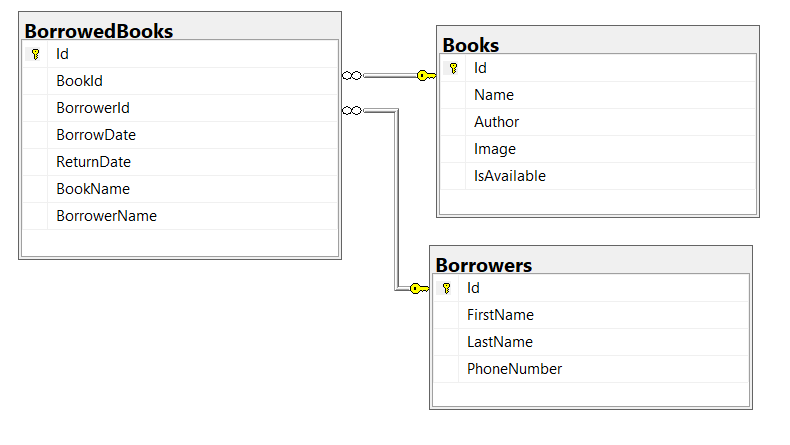 BorrowedBooks
Id
BookId
BorrowerId
BorrowDate
ReturnDate
BookName
BorrowerName
Books
Id
Name
Author
Image
IsAvailable
Borrowers
Id
FirstName
LastName
PhoneNumber